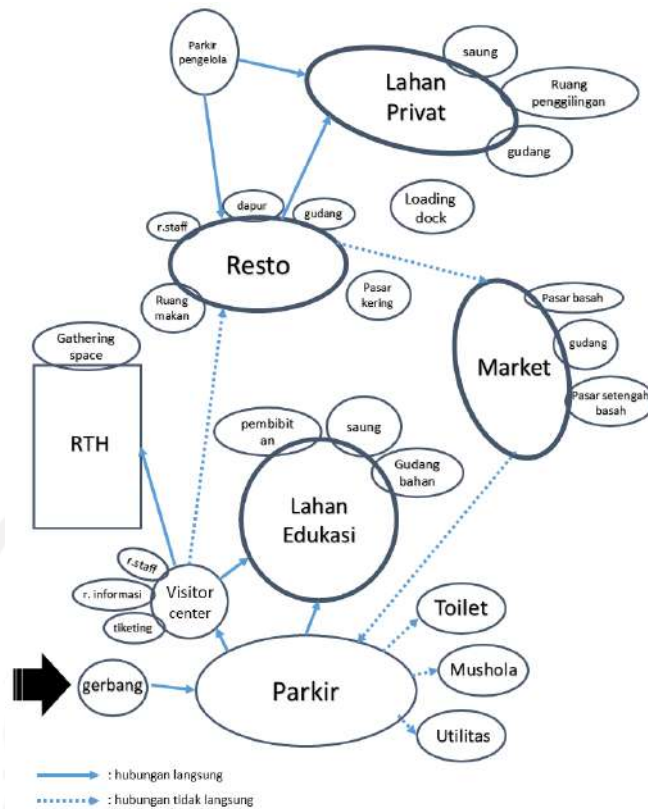 Parkir
pengelola
saung
Lahan
Privat
Ruang
penggilingan
gudang
Loading
dock
dapur
gudang
r.staff
Resto
Ruang
makan
Pasar
kering
Pasar basah
gudang
Market
Pasar setengah
basah
Gathering
space
RTH
pembibit
an
saung
Gudang
bahan
Lahan
Edukasi
r.staff
r. informasi
tiketing
Visitor
center
Toilet
Mushola
Utilitas
gerbang
Parkir
: hubungan langsung
: hubungan tidak langsung